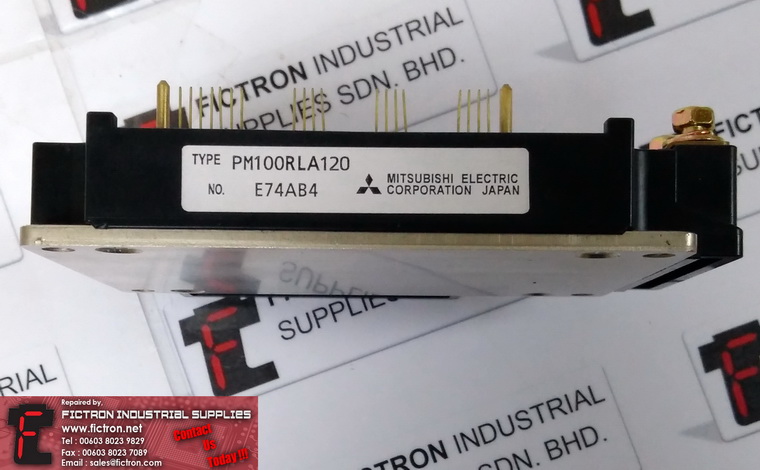 FICTRON INDUSTRIAL
SUPPLIES SDN. BHD.
TYPE PM100RLA120
NO. E74AB4
MITSUBISHI ELECTRIC
CORPORATION JAPAN
SUPPLIES
INDUSTRIAL
SDN. BHD.
Repaired by,
FICTRON INDUSTRIAL SUPPLIES
www.fictron.net
Tel : 00603 8023 9829
Fax : 00603 8023 7089
Email : sales@fictron.com
Contact
Us
Today!!!